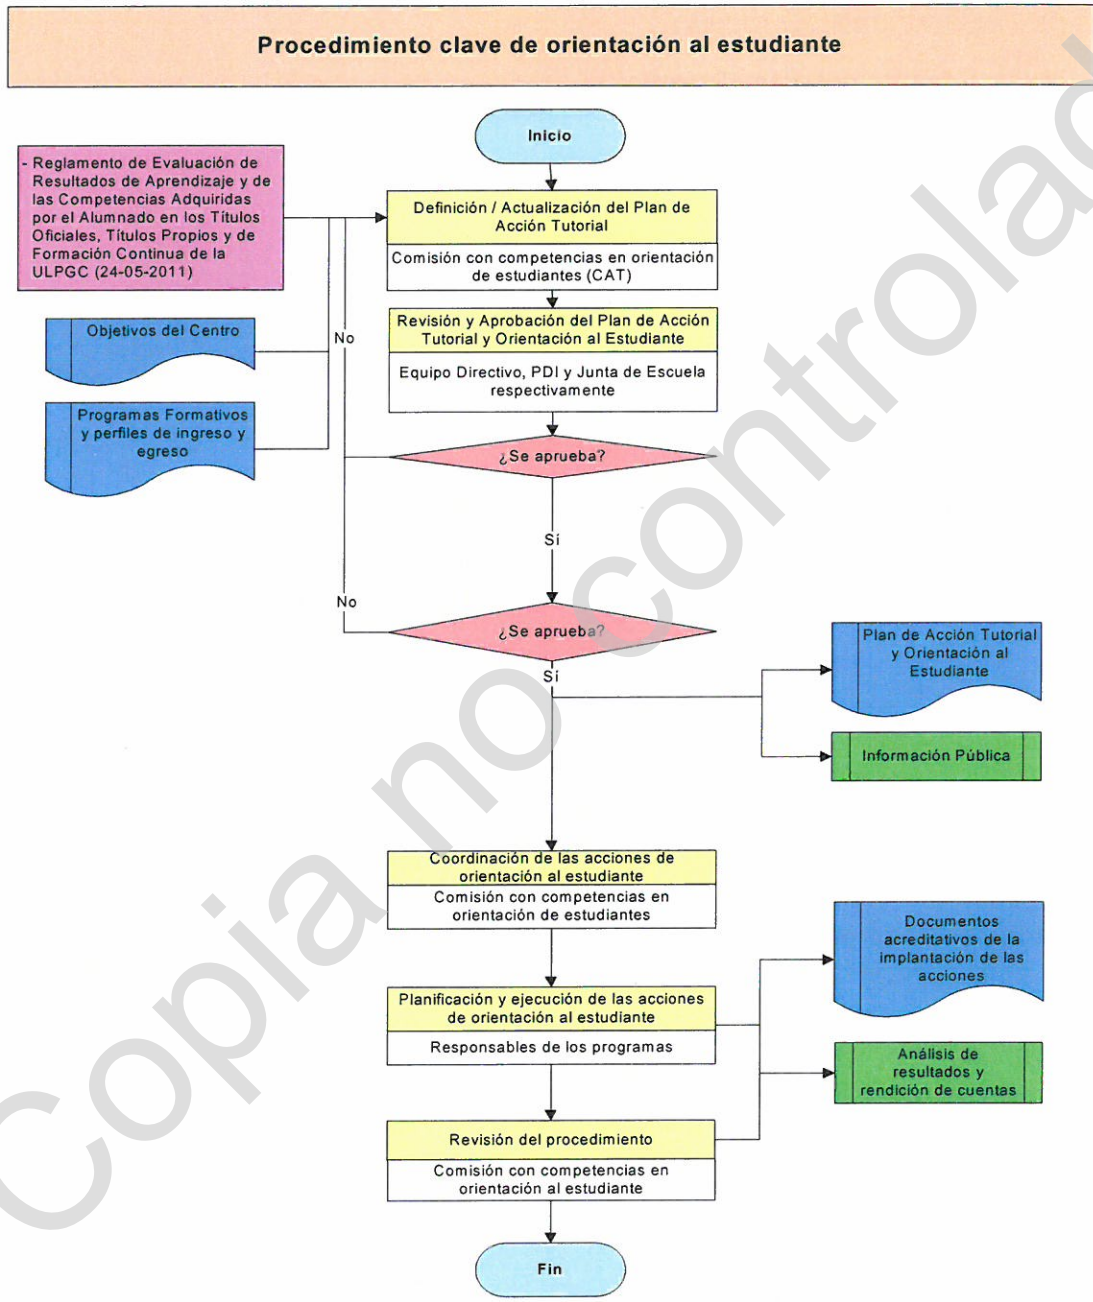 Procedimiento clave de orientación al estudiante
Inicio
- Reglamento de Evaluación de
Resultados de Aprendizaje y de
las Competencias Adquiridas
por el Alumnado en los Títulos
Oficiales, Títulos Propios y de
Formación Continua de la
ULPGC (24-05-2011)
Definición / Actualización del Plan de
Acción Tutorial
Comisión con competencias en orientación
de estudiantes (CAT)
Objetivos del Centro
No
Revisión y Aprobación del Plan de Acción
Tutorial y Orientación al Estudiante
Equipo Directivo, PDI y Junta de Escuela
respectivamente
Programas Formativos
y perfiles de ingreso y
egreso
¿Se aprueba?
Sí
No
¿Se aprueba?
Sí
Plan de Acción Tutorial
y Orientación al
Estudiante
Información Pública
Coordinación de las acciones de
orientación al estudiante
Comisión con competencias en
orientación de estudiantes
Documentos
acreditativos de la
implantación de las
acciones
Planificación y ejecución de las acciones
de orientación al estudiante
Responsables de los programas
Análisis de
resultados y
rendición de cuentas
Revisión del procedimiento
Comisión con competencias en
orientación al estudiante
Fin
Copia no controlad